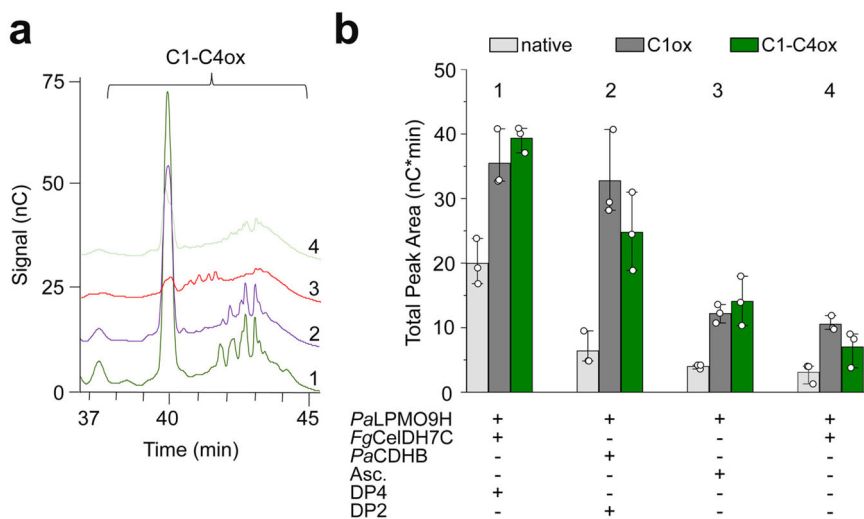 a
C1-C4ox
75
50
25
0
Signal (nC)
4
3
2
1
37
40
45
Time (min)
b
native
C1ox
C1-C4ox
50
40
30
20
10
0
Total Peak Area (nC*min)
1 2 3 4
PaLPMO9H + + + +
FgCelDH7C + - - +
PaCDHB - + - -
Asc. - - + -
DP4 + - - -
DP2 - + - -